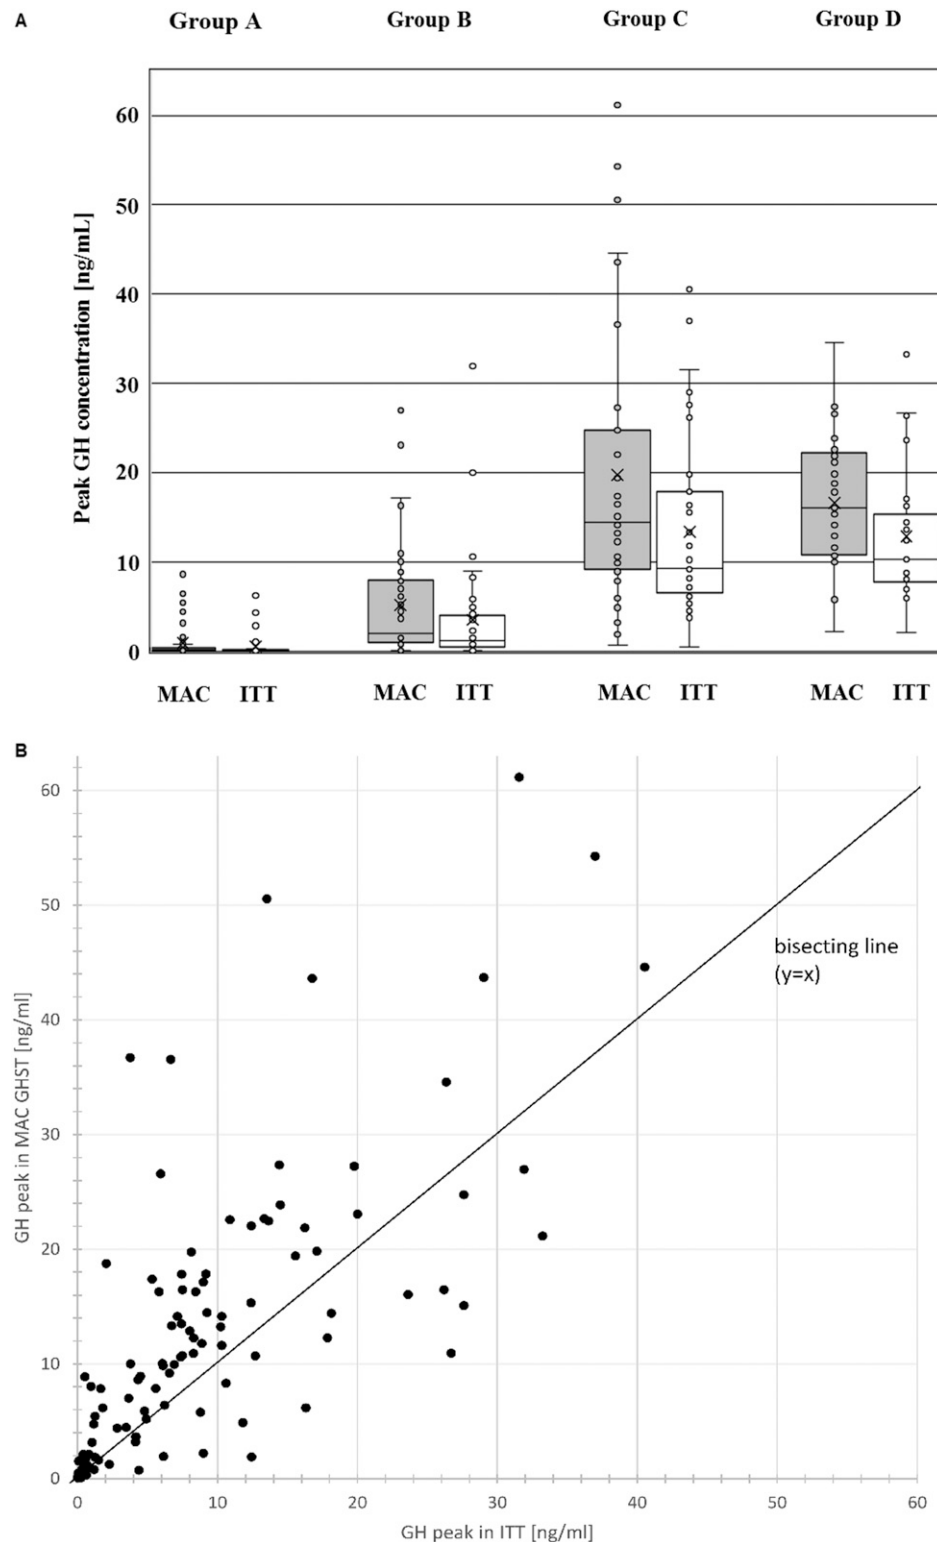 A
Group A Group B Group C Group D
Peak GH concentration [ng/mL]
60
50
40
30
20
10
0
MAC ITT MAC ITT MAC ITT MAC ITT
B
GH peak in MAC GHST [ng/ml]
60
50
40
30
20
10
0
bisecting line
(y=x)
0 10 20 30 40 50 60
GH peak in ITT [ng/ml]